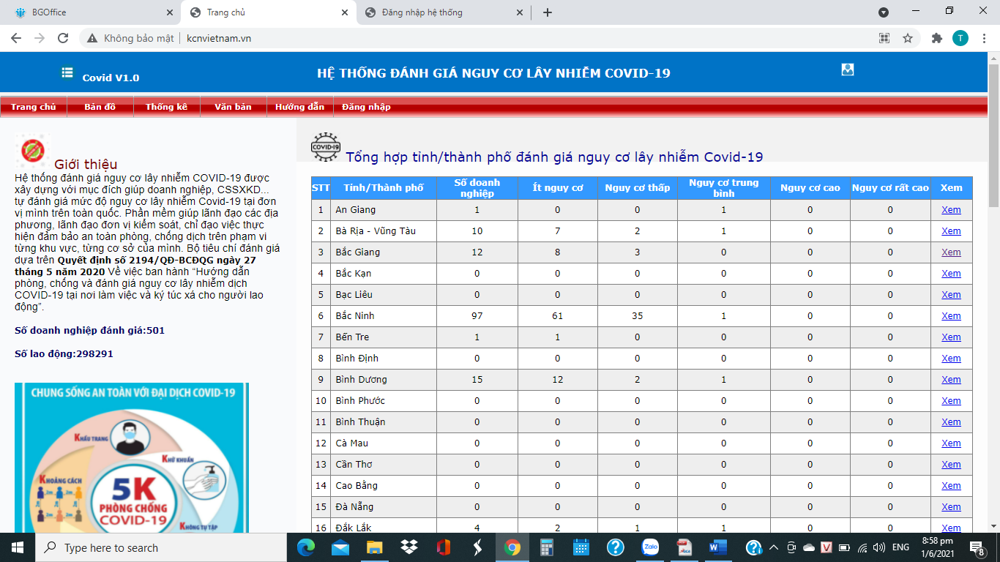 BGOffice
Trang chủ
Đăng nhập hệ thống
Không bảo mật
kcnvietnam.vn
T
Covid V1.0
HỆ THỐNG ĐÁNH GIÁ NGUY CƠ LÂY NHIỄM COVID-19
Trang chủ Bản đồ Thống kê Văn bản Hướng dẫn Đăng nhập
Giới thiệu
Hệ thống đánh giá nguy cơ lây nhiễm COVID-19 được
xây dựng với mục đích giúp doanh nghiệp, CSSXKD...
tự đánh giá mức độ nguy cơ lây nhiễm Covid-19 tại đơn
vị mình trên toàn quốc. Phần mềm giúp lãnh đạo các địa
phương, lãnh đạo đơn vị kiểm soát, chỉ đạo việc thực
hiện đảm bảo an toàn phòng, chống dịch trên phạm vi
từng khu vực, từng cơ sở của mình. Bộ tiêu chí đánh giá
dựa trên Quyết định số 2194/QĐ-BCĐQG ngày 27
tháng 5 năm 2020 Về việc ban hành “Hướng dẫn
phòng, chống và đánh giá nguy cơ lây nhiễm dịch
COVID-19 tại nơi làm việc và ký túc xá cho người lao
động”.
Số doanh nghiệp đánh giá:501
Số lao động:298291
CHUNG SỐNG AN TOÀN VỚI ĐẠI DỊCH COVID-19
KHẨU TRANG
KHỬ KHUẨN
KHOẢNG CÁCH
2m 2m
2m 2m
5K
PHÒNG CHỐNG
COVID-19
KHÔNG TỤ TẬP
COVID-19
Tổng hợp tỉnh/thành phố đánh giá nguy cơ lây nhiễm Covid-19
STT Tỉnh/Thành phố Số doanh nghiệp Ít nguy cơ Nguy cơ thấp Nguy cơ trung bình Nguy cơ cao Nguy cơ rất cao Xem
1 An Giang 1 0 0 1 0 0 Xem
2 Bà Rịa - Vũng Tàu 10 7 2 1 0 0 Xem
3 Bắc Giang 12 8 3 0 0 0 Xem
4 Bắc Kạn 0 0 0 0 0 0 Xem
5 Bạc Liêu 0 0 0 0 0 0 Xem
6 Bắc Ninh 97 61 35 1 0 0 Xem
7 Bến Tre 1 1 0 0 0 0 Xem
8 Bình Định 0 0 0 0 0 0 Xem
9 Bình Dương 15 12 2 1 0 0 Xem
10 Bình Phước 0 0 0 0 0 0 Xem
11 Bình Thuận 0 0 0 0 0 0 Xem
12 Cà Mau 0 0 0 0 0 0 Xem
13 Cần Thơ 0 0 0 0 0 0 Xem
14 Cao Bằng 0 0 0 0 0 0 Xem
15 Đà Nẵng 0 0 0 0 0 0 Xem
16 Đắk Lắk 4 2 1 1 0 0 Xem
Type here to search
Zalo
ENG
8:58 pm
1/6/2021
8